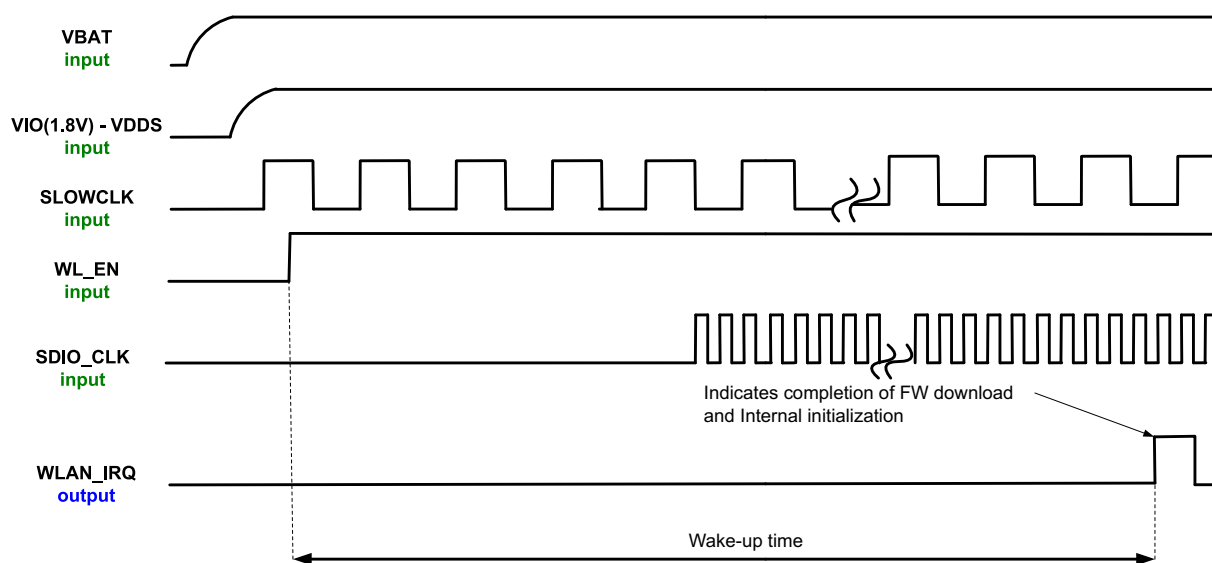 VBAT
input
VIO(1.8V) - VDDS
input
SLOWCLK
input
WL_EN
input
SDIO_CLK
input
Indicates completion of FW download
and Internal initialization
WLAN_IRQ
output
Wake-up time